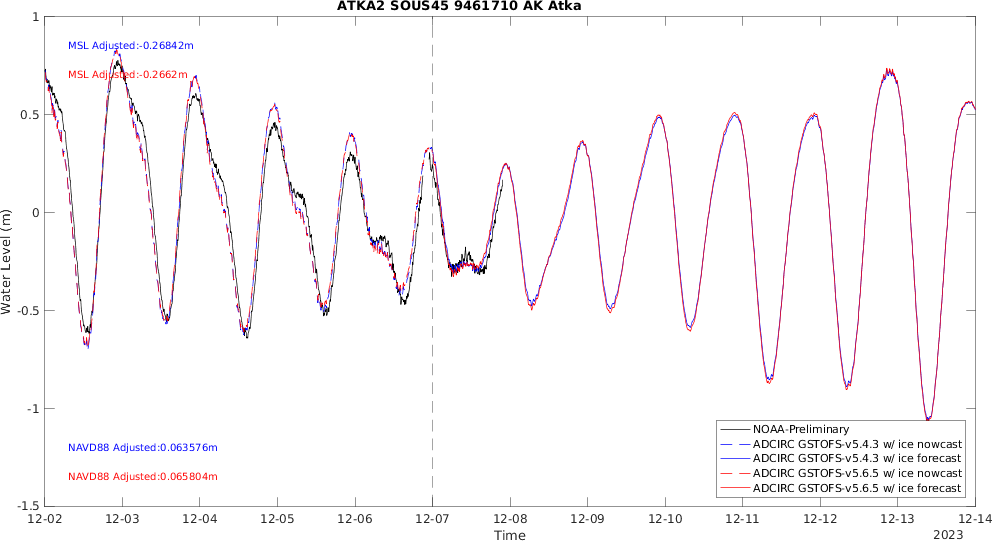 ATKA2 SOUS45 9461710 AK Atka
MSL Adjusted:-0.26842m
MSL Adjusted:-0.2662m
NAVD88 Adjusted:0.063576m
NAVD88 Adjusted:0.065804m
Water Level (m)
1
0.5
0
-0.5
-1
-1.5
NOAA-Preliminary
ADCIRC GSTOFS-v5.4.3 w/ ice nowcast
ADCIRC GSTOFS-v5.4.3 w/ ice forecast
ADCIRC GSTOFS-v5.6.5 w/ ice nowcast
ADCIRC GSTOFS-v5.6.5 w/ ice forecast
12-02 12-03 12-04 12-05 12-06 12-07 12-08 12-09 12-10 12-11 12-12 12-13 12-14
Time
2023